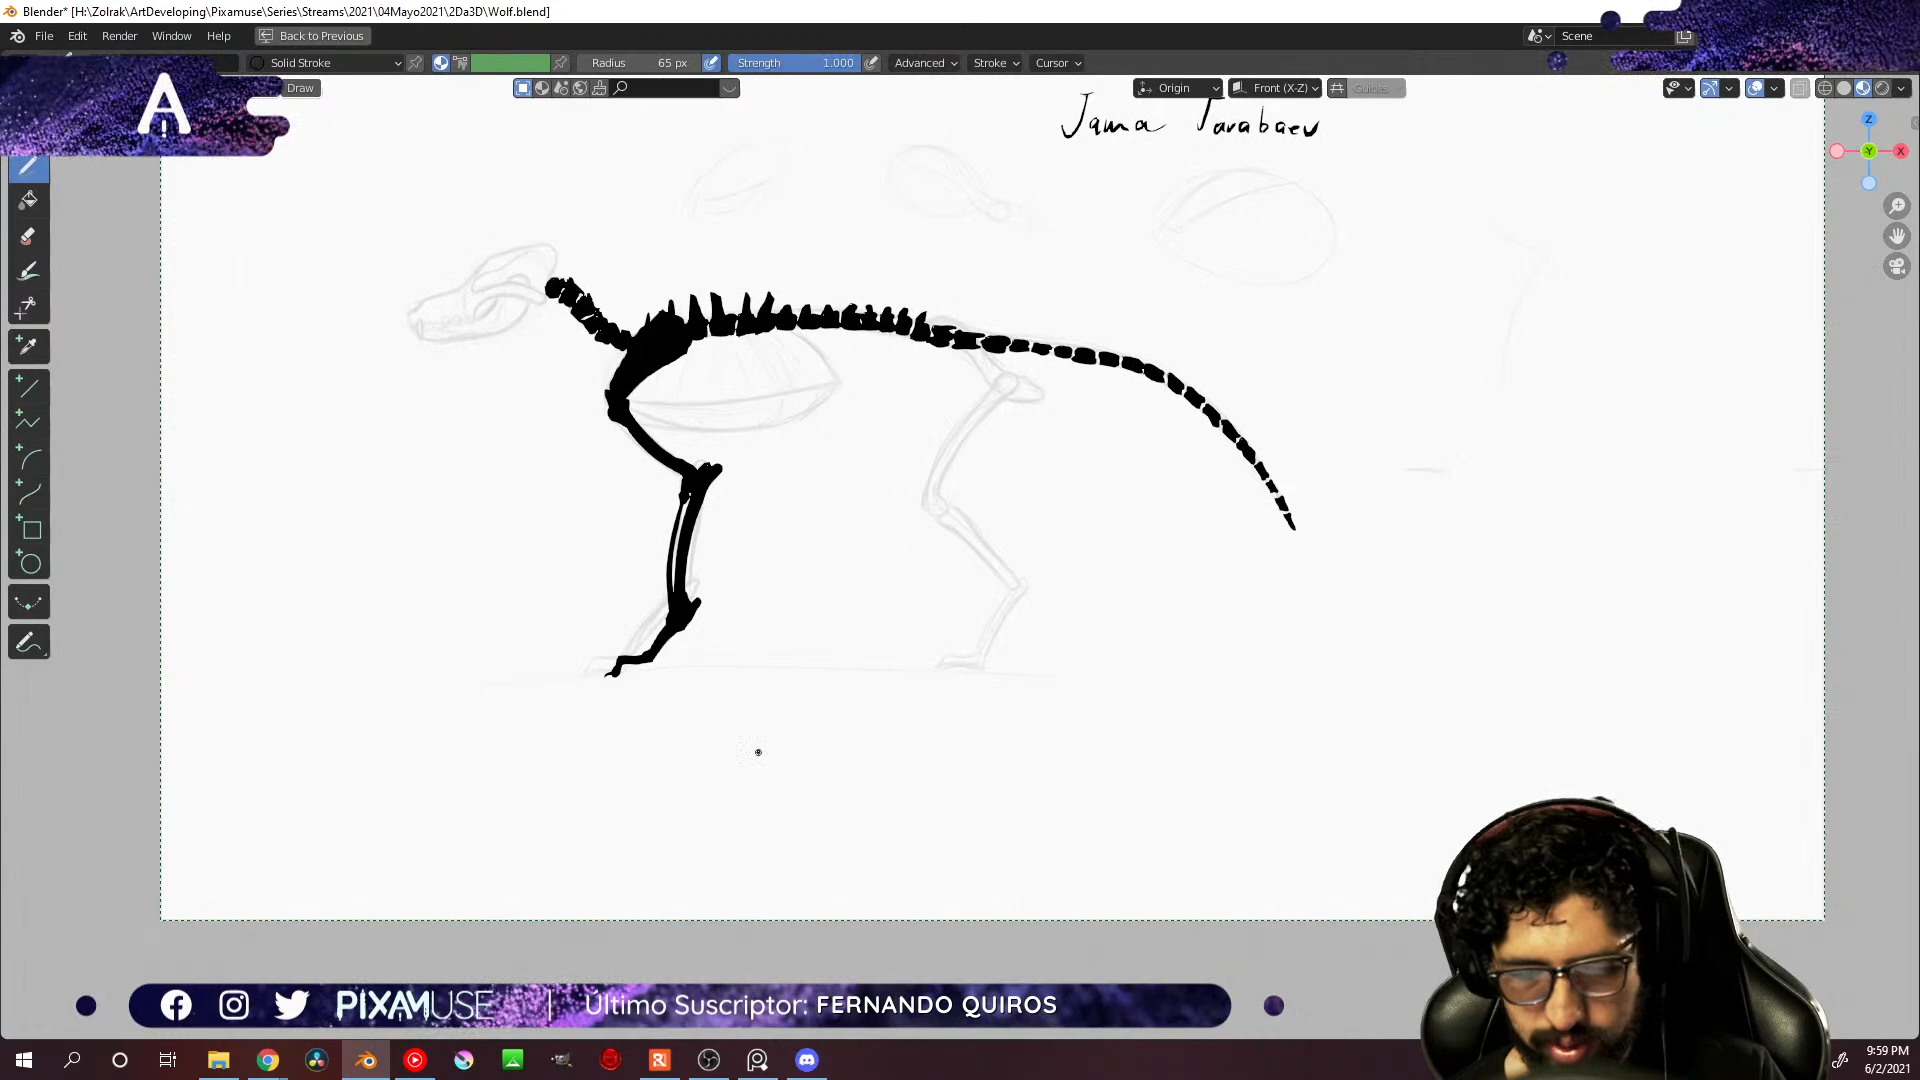 Blender* [H:\Zolrak\ArtDeveloping\Pixamuse\Series\Streams\2021\04Mayo2021\2Da3D\Wolf.blend]
File Edit Render Window Help Back to Previous Scene
Solid Stroke Radius 65 px Strength 1.000 Advanced Stroke Cursor
Draw Origin Front (X-Z) Guides
Jama Jarabaev
Z
Y X
A
PIXAMUSE | Último Suscriptor: FERNANDO QUIROS
9:59 PM
6/2/2021